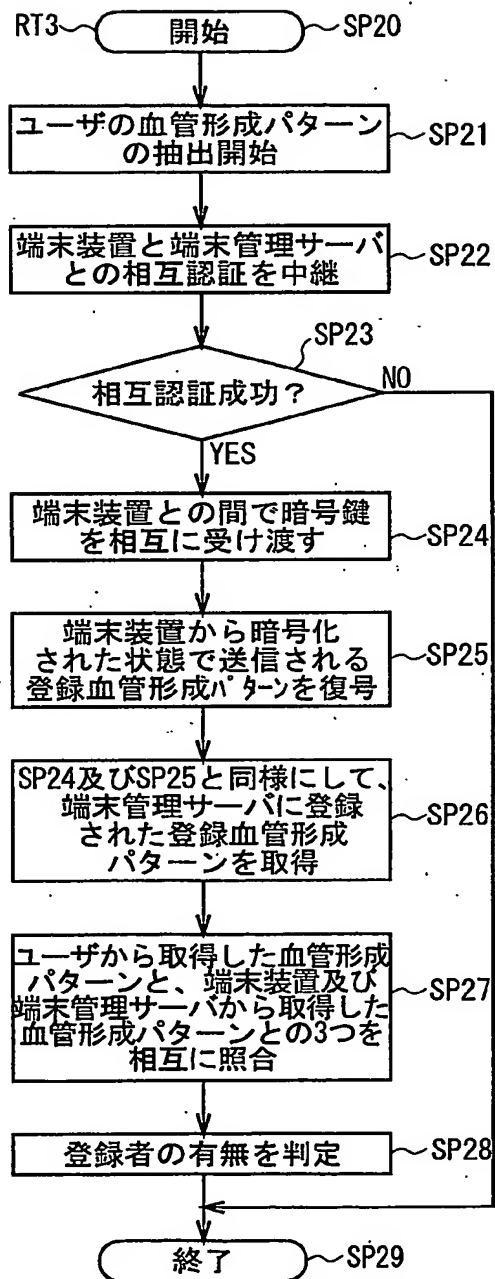 RT3
開始
SP20
ユーザの血管形成パターン
の抽出開始
SP21
端末装置と端末管理サーバ
との相互認証を中継
SP22
SP23
相互認証成功?
NO
YES
端末装置との間で暗号鍵
を相互に受け渡す
SP24
端末装置から暗号化
された状態で送信される
登録血管形成パターンを復号
SP25
SP24及びSP25と同様にして、
端末管理サーバに登録
された登録血管形成
パターンを取得
SP26
ユーザから取得した血管形成
パターンと、端末装置及び
端末管理サーバから取得した
血管形成パターンとの3つを
相互に照合
SP27
登録者の有無を判定
SP28
終了
SP29